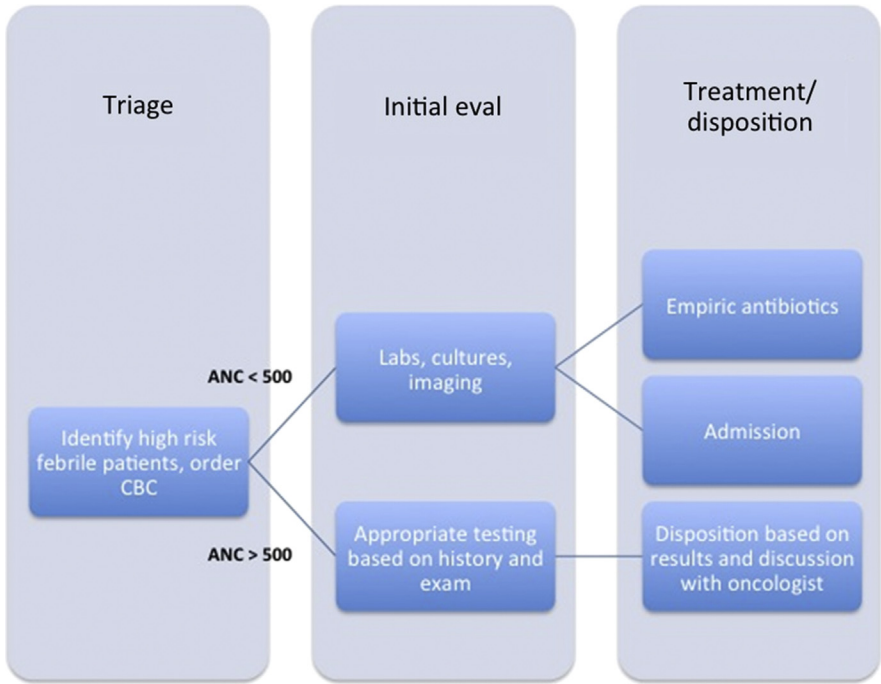 Triage
Initial eval
Treatment/
disposition
Identify high risk
febrile patients, order
CBC
ANC < 500
ANC > 500
Labs, cultures,
imaging
Appropriate testing
based on history and
exam
Empiric antibiotics
Admission
Disposition based on
results and discussion
with oncologist